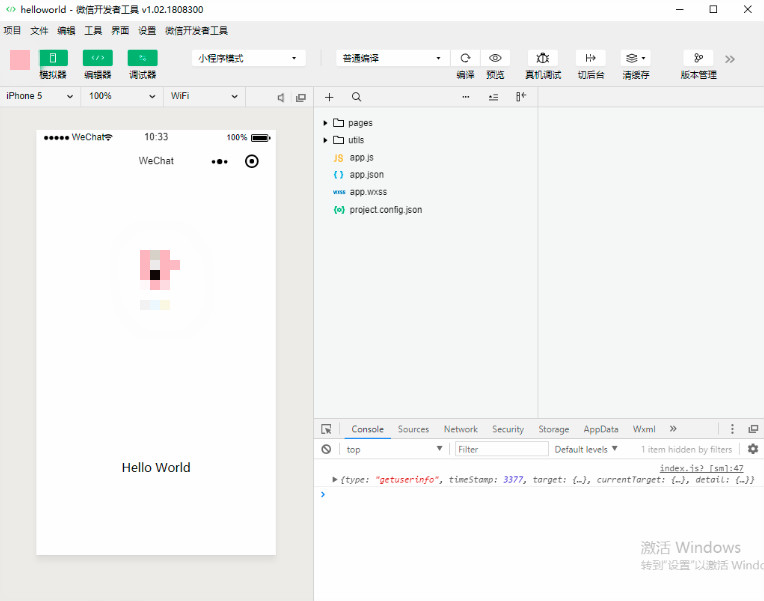 helloworld - 微信开发者工具 v1.02.1808300
项目 文件 编辑 工具 界面 设置 微信开发者工具
小程序模式 普通编译
模拟器 编辑器 调试器 编译 预览 真机调试 切后台 清缓存 版本管理
iPhone 5 100% WiFi
WeChat 10:33 100%
WeChat
Hello World
pages
utils
JS app.js
{ } app.json
wxss app.wxss
{o} project.config.json
Console Sources Network Security Storage AppData Wxml
top Filter Default levels 1 item hidden by filters
index.js? [sm]:47
{type: "getuserinfo", timeStamp: 3377, target: {…}, currentTarget: {…}, detail: {…}}
激活 Windows
转到"设置"以激活 Windo